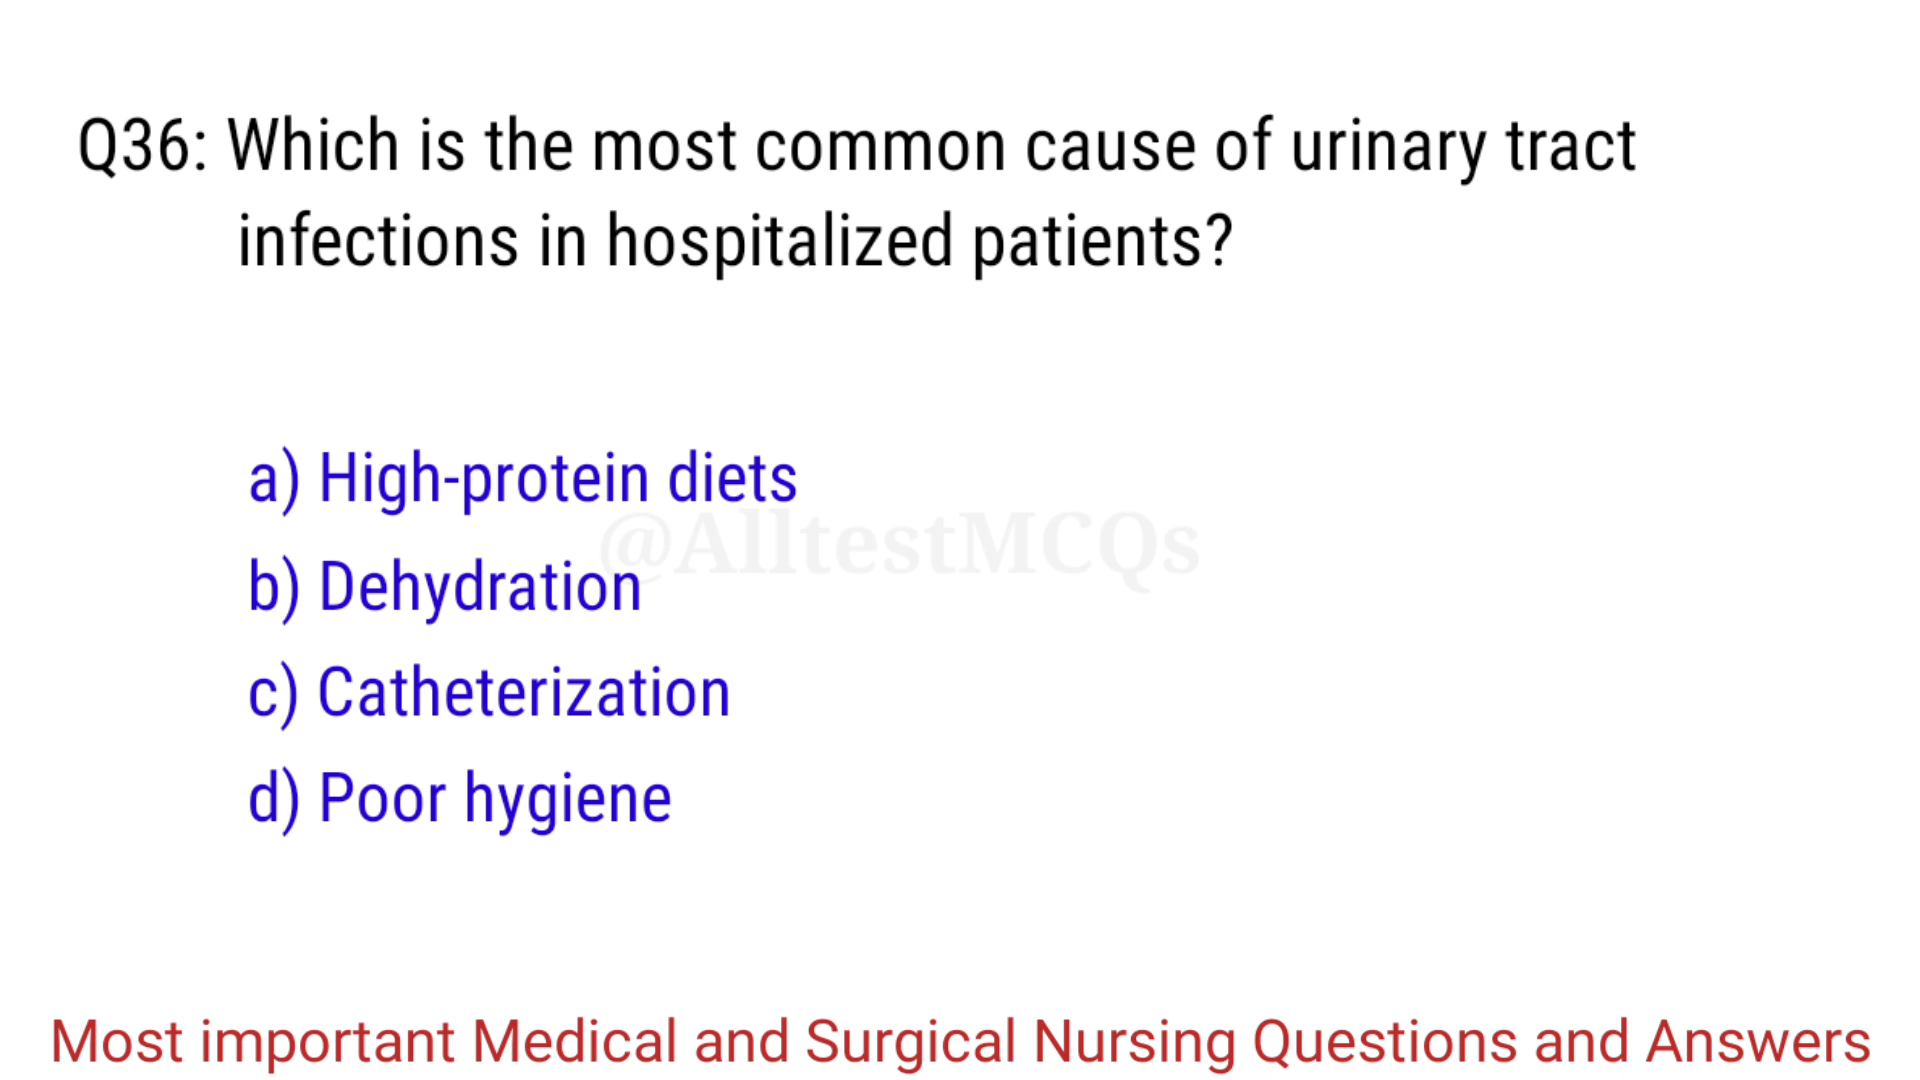 Q36: Which is the most common cause of urinary tract
infections in hospitalized patients?
a) High-protein diets
@AlltestMCQs
b) Dehydration
c) Catheterization
d) Poor hygiene
Most important Medical and Surgical Nursing Questions and Answers